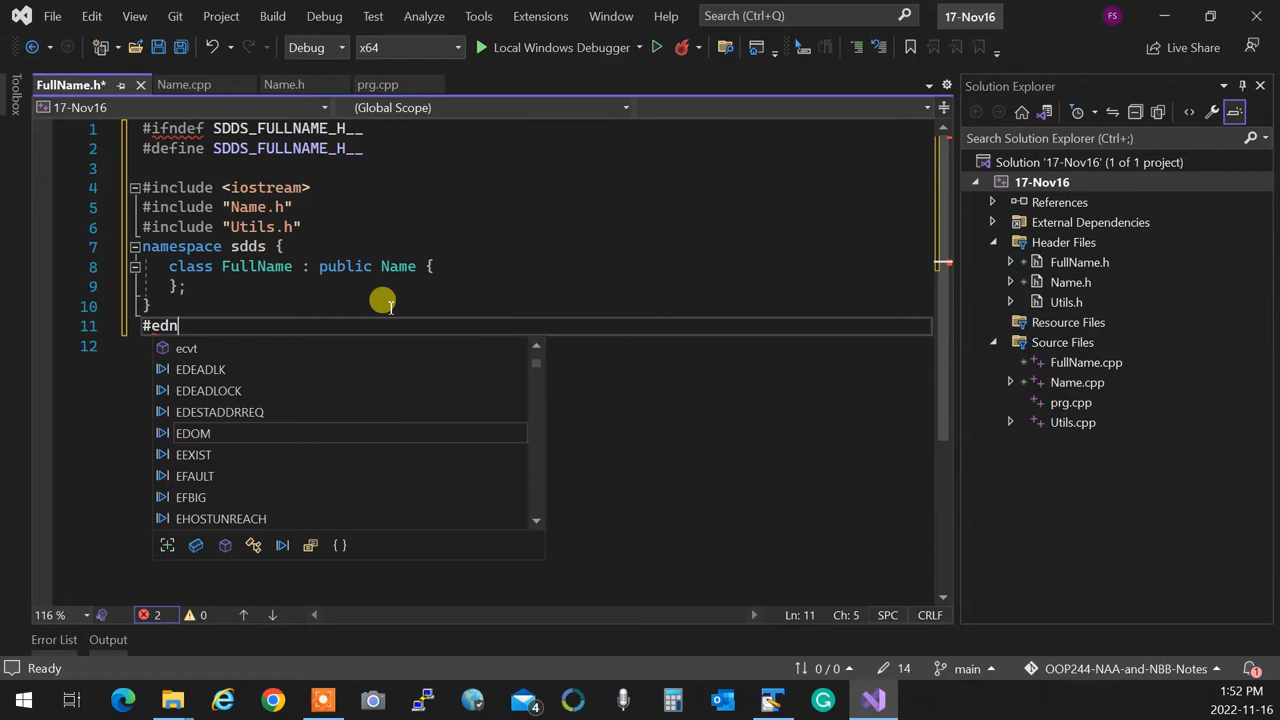 File Edit View Git Project Build Debug Test Analyze Tools Extensions Window Help Search (Ctrl+Q) 17-Nov16 FS
Debug x64 Local Windows Debugger Live Share
FullName.h* Name.cpp Name.h prg.cpp
17-Nov16 (Global Scope)
1 #ifndef SDDS_FULLNAME_H__
2 #define SDDS_FULLNAME_H__
3
4 #include <iostream>
5 #include "Name.h"
6 #include "Utils.h"
7 namespace sdds {
8 class FullName : public Name {
9 };
10 }
11 #edn
12
ecvt
EDEADLK
EDEADLOCK
EDESTADDRREQ
EDOM
EEXIST
EFAULT
EFBIG
EHOSTUNREACH
{ }
116 % 2 0 Ln: 11 Ch: 5 SPC CRLF
Error List Output
Toolbox
Solution Explorer
Search Solution Explorer (Ctrl+;)
Solution '17-Nov16' (1 of 1 project)
17-Nov16
References
External Dependencies
Header Files
FullName.h
Name.h
Utils.h
Resource Files
Source Files
FullName.cpp
Name.cpp
prg.cpp
Utils.cpp
Ready 0 / 0 14 main OOP244-NAA-and-NBB-Notes 1
4
1:52 PM
2022-11-16